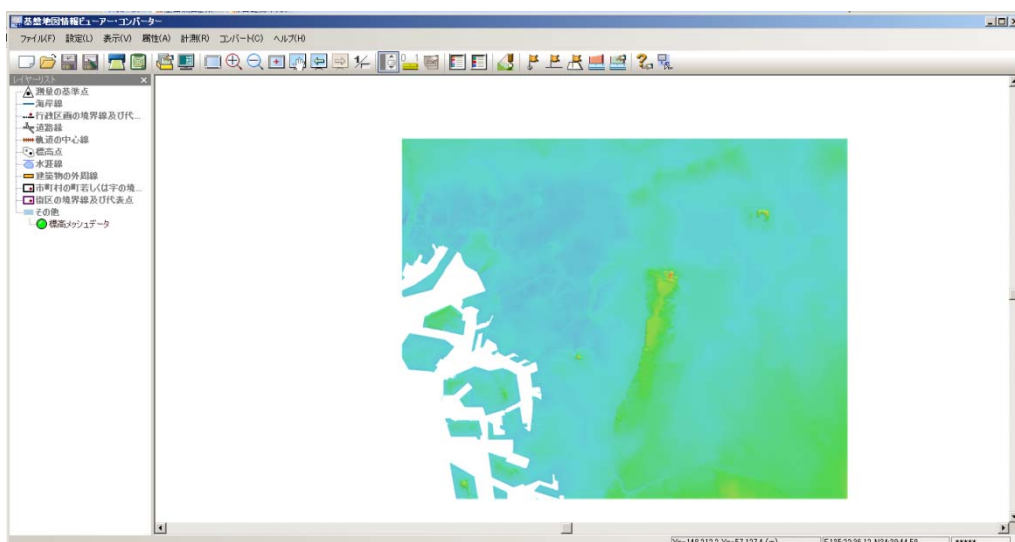 基盤地図情報ビューアー・コンバーター
ファイル(F) 設定(L) 表示(V) 属性(A) 計測(R) コンバート(C) ヘルプ(H)
レイヤーリスト
測量の基準点
海岸線
行政区画の境界線及び代...
道路縁
軌道の中心線
標高点
水涯線
建築物の外周線
市町村の町若しくは字の境...
街区の境界線及び代表点
その他
標高メッシュデータ